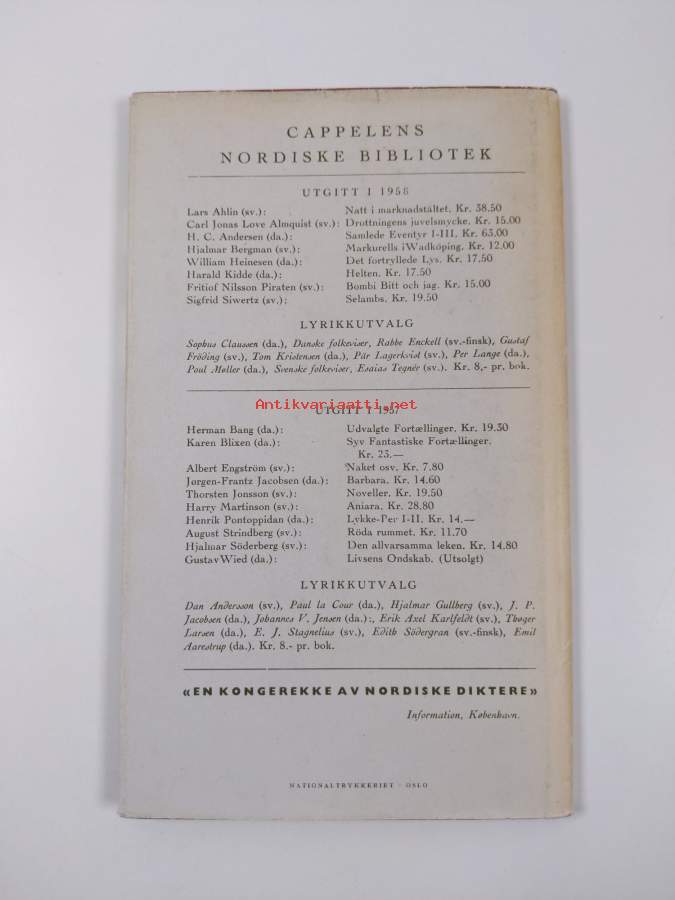 CAPPELENS
NORDISKE BIBLIOTEK
UTGITT I 1958
Lars Ahlin (sv.): Natt i marknadstältet. Kr. 38.50
Carl Jonas Love Almquist (sv.): Drottningens juvelsmycke. Kr. 15.00
H. C. Andersen (da.): Samlede Eventyr I-III. Kr. 63.00
Hjalmar Bergman (sv.): Markurells i Wadköping. Kr. 12.00
William Heinesen (da.): Det fortryllede Lys. Kr. 17.50
Harald Kidde (da.): Helten. Kr. 17.50
Fritiof Nilsson Piraten (sv.): Bombi Bitt och jag. Kr. 15.00
Sigfrid Siwertz (sv.): Selambs. Kr. 19.50
LYRIKKUTVALG
Sophus Claussen (da.), Danske folkeviser, Rabbe Enckell (sv.-finsk), Gustaf
Fröding (sv.), Tom Kristensen (da.), Pär Lagerkvist (sv.), Per Lange (da.),
Poul Møller (da.), Svenske folkeviser, Esaias Tegnér (sv.). Kr. 8,- pr. bok.
Antikvariaatti.net
UTGITT I 1957
Herman Bang (da.): Udvalgte Fortællinger. Kr. 19.30
Karen Blixen (da.): Syv Fantastiske Fortællinger.
Kr. 25.—
Albert Engström (sv.): Naket osv. Kr. 7.80
Jørgen-Frantz Jacobsen (da.): Barbara. Kr. 14.60
Thorsten Jonsson (sv.): Noveller. Kr. 19.50
Harry Martinson (sv.): Aniara. Kr. 28.80
Henrik Pontoppidan (da.): Lykke-Per I-II. Kr. 14.—
August Strindberg (sv.): Röda rummet. Kr. 11.70
Hjalmar Söderberg (sv.): Den allvarsamma leken. Kr. 14.80
Gustav Wied (da.): Livsens Ondskab. (Utsolgt)
LYRIKKUTVALG
Dan Andersson (sv.), Paul la Cour (da.), Hjalmar Gullberg (sv.), J. P.
Jacobsen (da.), Johannes V. Jensen (da.):, Erik Axel Karlfeldt (sv.), Thøger
Larsen (da.), E. J. Stagnelius (sv.), Edith Södergran (sv.-finsk), Emil
Aarestrup (da.). Kr. 8.- pr. bok.
«EN KONGEREKKE AV NORDISKE DIKTERE»
Information, København.
NATIONALTRYKKERIET - OSLO